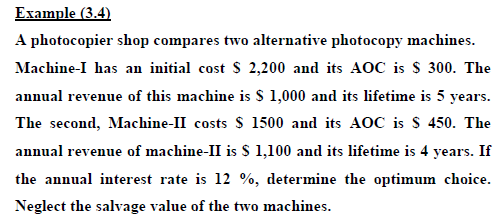 Example (3.4)
A photocopier shop compares two alternative photocopy machines.
Machine-I has an initial cost $ 2,200 and its AOC is $ 300. The
annual revenue of this machine is $ 1,000 and its lifetime is 5 years.
The second, Machine-II costs $ 1500 and its AOC is $ 450. The
annual revenue of machine-II is $ 1,100 and its lifetime is 4 years. If
the annual interest rate is 12 %, determine the optimum choice.
Neglect the salvage value of the two machines.